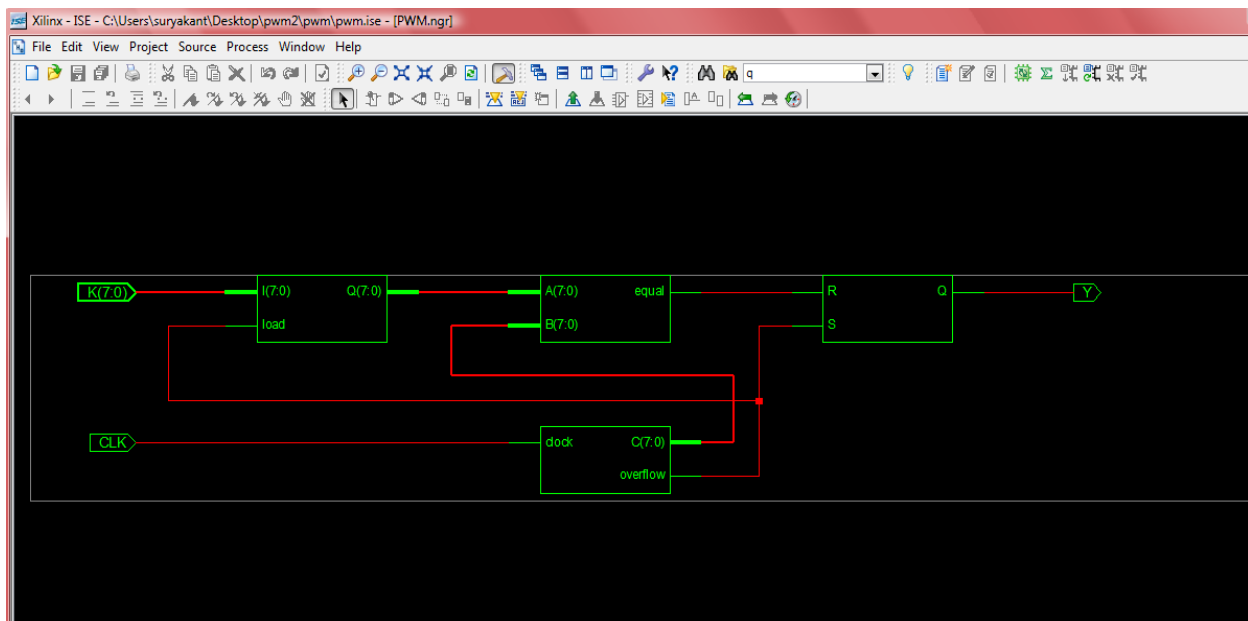 Xilinx - ISE - C:\Users\suryakant\Desktop\pwm2\pwm\pwm.ise - [PWM.ngr]
File Edit View Project Source Process Window Help
q
K(7:0) I(7:0) Q(7:0) A(7:0) equal R Q Y
load B(7:0) S
CLK clock C(7:0)
overflow